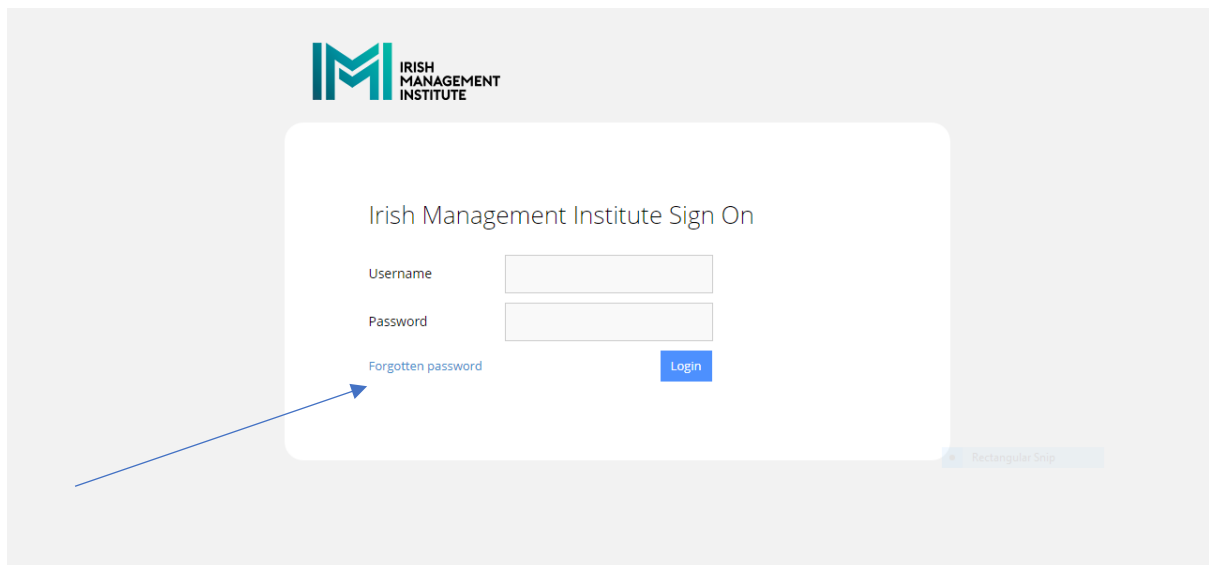 IRISH
MANAGEMENT
INSTITUTE
Irish Management Institute Sign On
Username
Password
Forgotten password
Login
Rectangular Snip